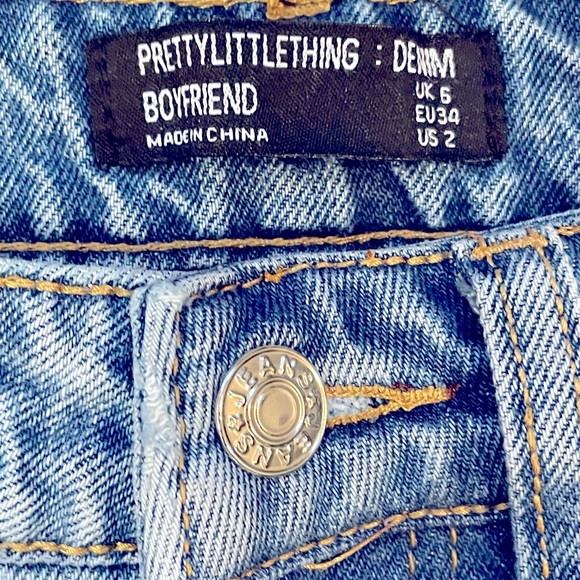 PRETTYLITTLETHING : DENIM
BOYFRIEND
MADE IN CHINA
UK 6
EU34
US 2
JEANS&JEANS&